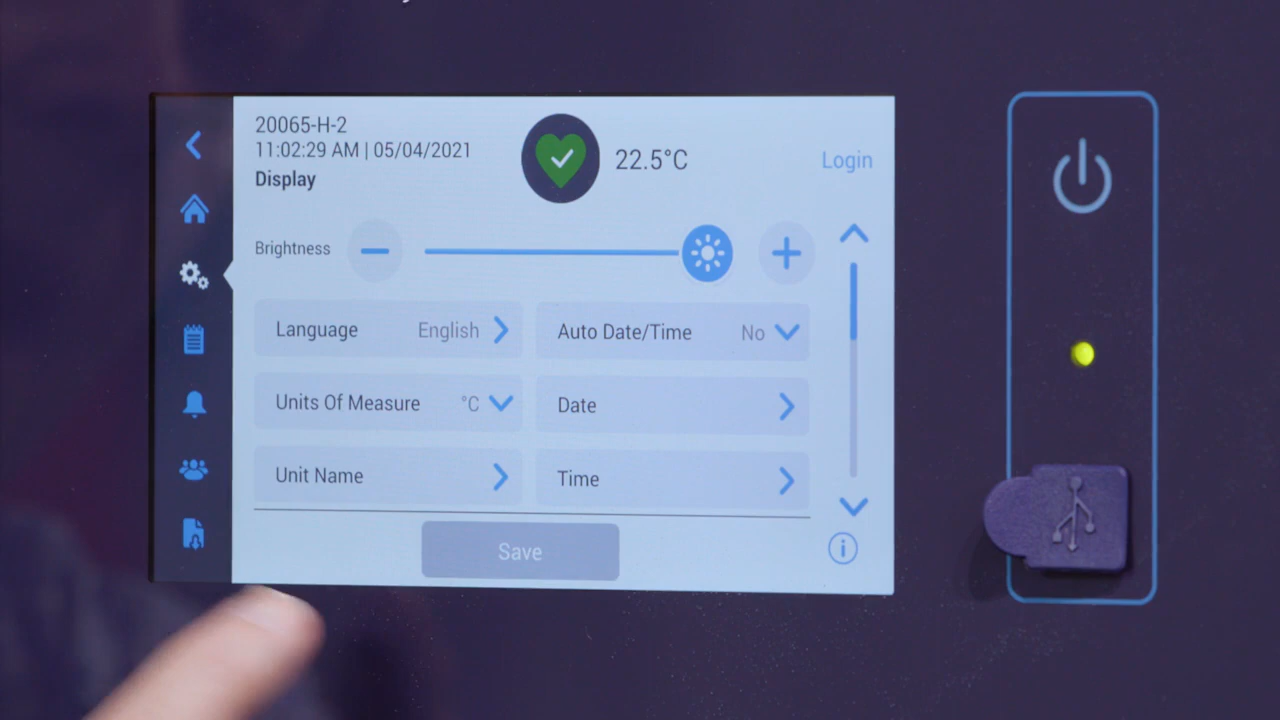 20065-H-2
11:02:29 AM | 05/04/2021
Display
22.5°C
Login
Brightness
Language English
Auto Date/Time No
Units Of Measure °C
Date
Unit Name
Time
Save